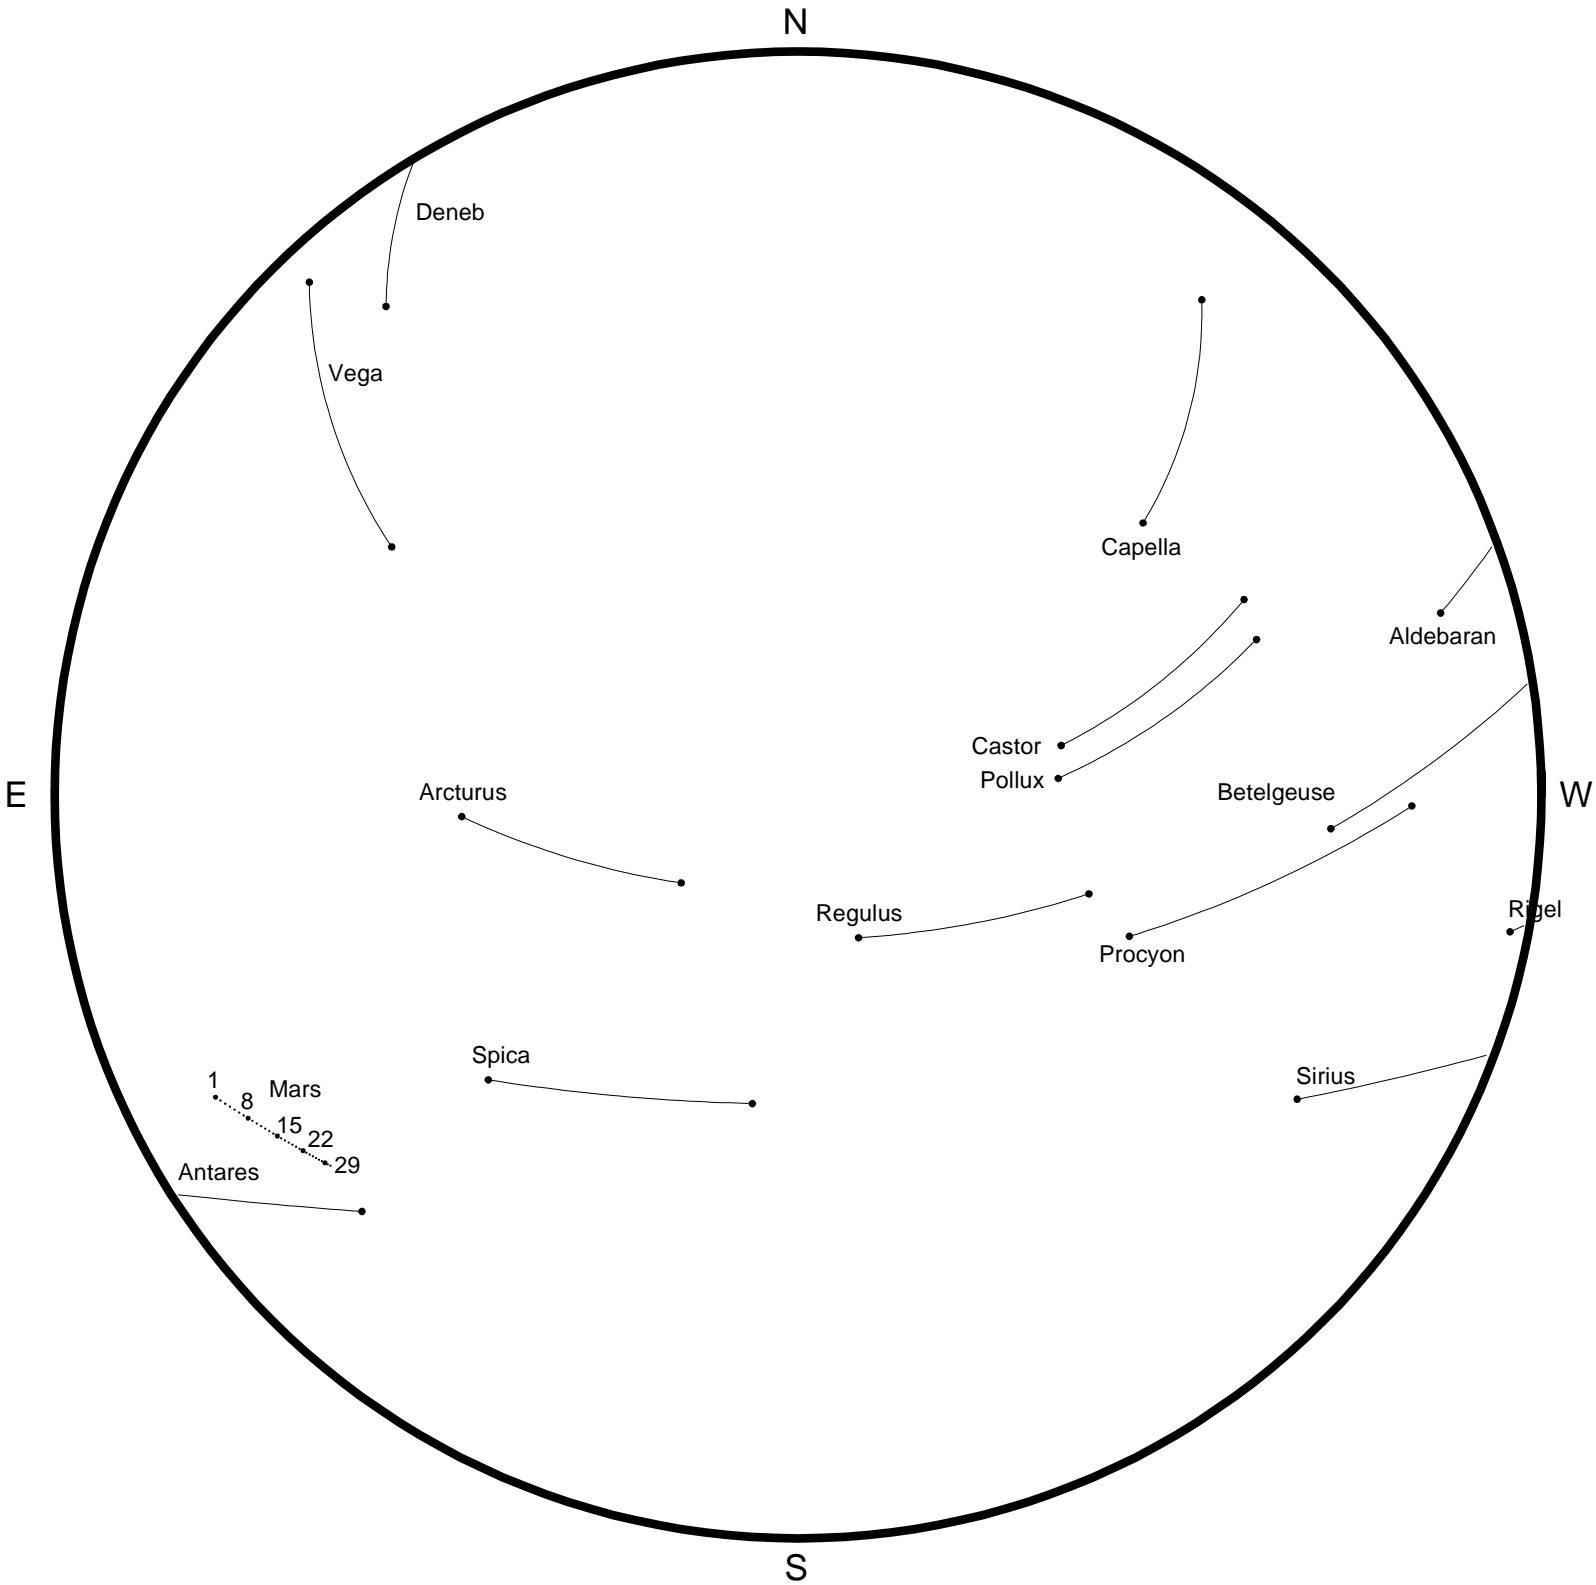 N
Deneb
Vega
Capella
Aldebaran
Castor
Pollux
Arcturus
Betelgeuse
E
W
Regulus
Rigel
Procyon
Spica
Sirius
1
Mars
8
15
22
29
Antares
S